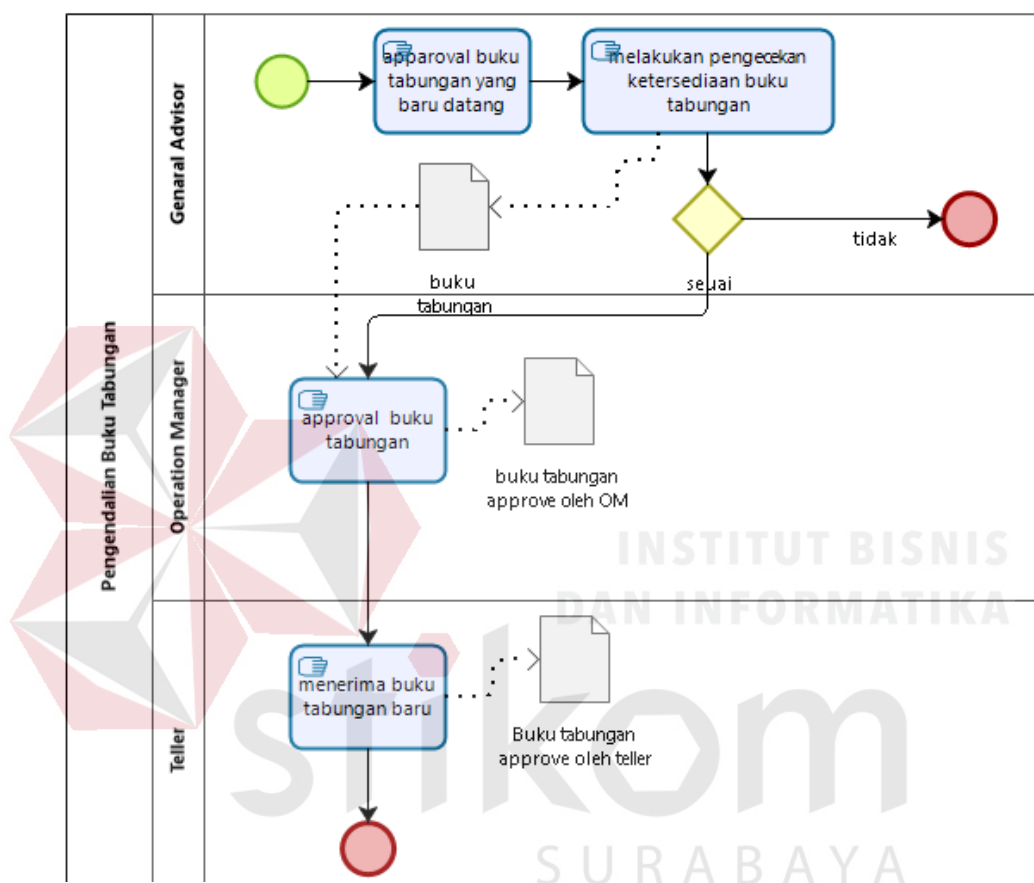 Pengendalian Buku Tabungan
Genaral Advisor
apparoval buku
tabungan yang
baru datang
melakukan pengecekan
ketersediaan buku
tabungan
tidak
buku
tabungan
seuai
Operation Manager
approval buku
tabungan
buku tabungan
approve oleh OM
INSTITUT BISNIS
DAN INFORMATIKA
Teller
menerima buku
tabungan baru
Buku tabungan
approve oleh teller
stikom
SURABAYA